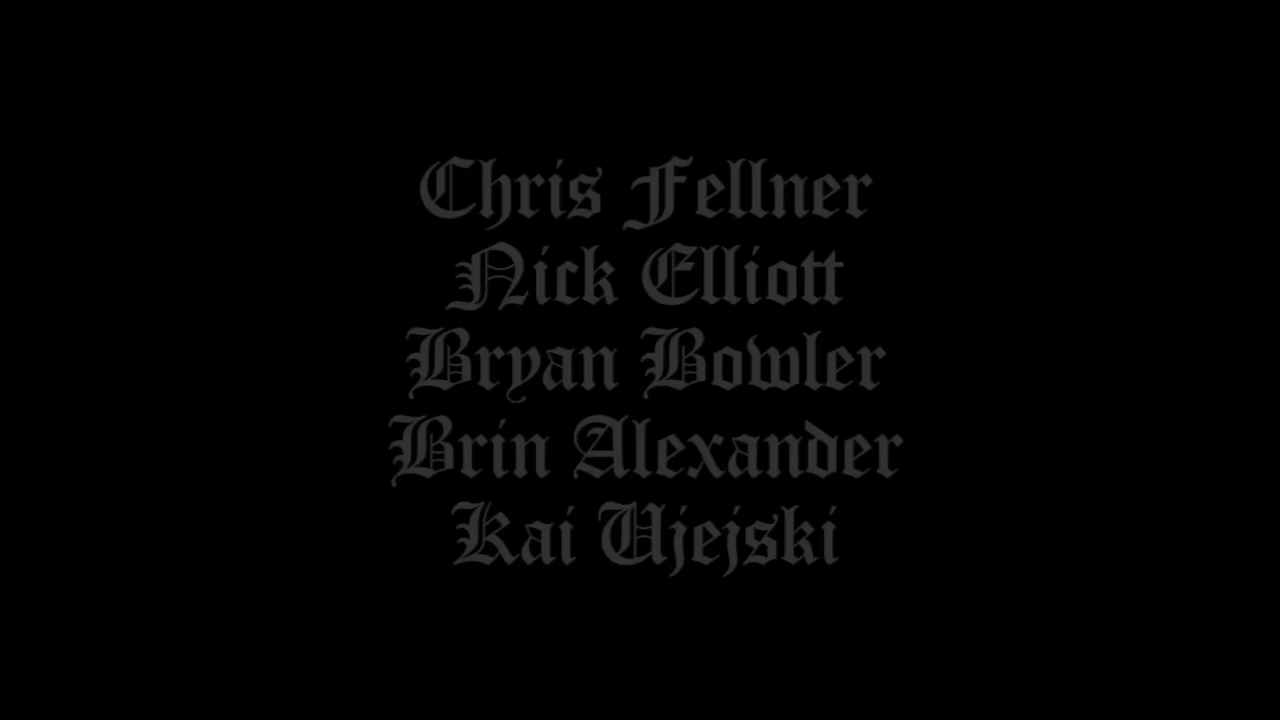 Chris Fellner
Nick Elliott
Bryan Bowler
Brin Alexander
Kai Ujejski